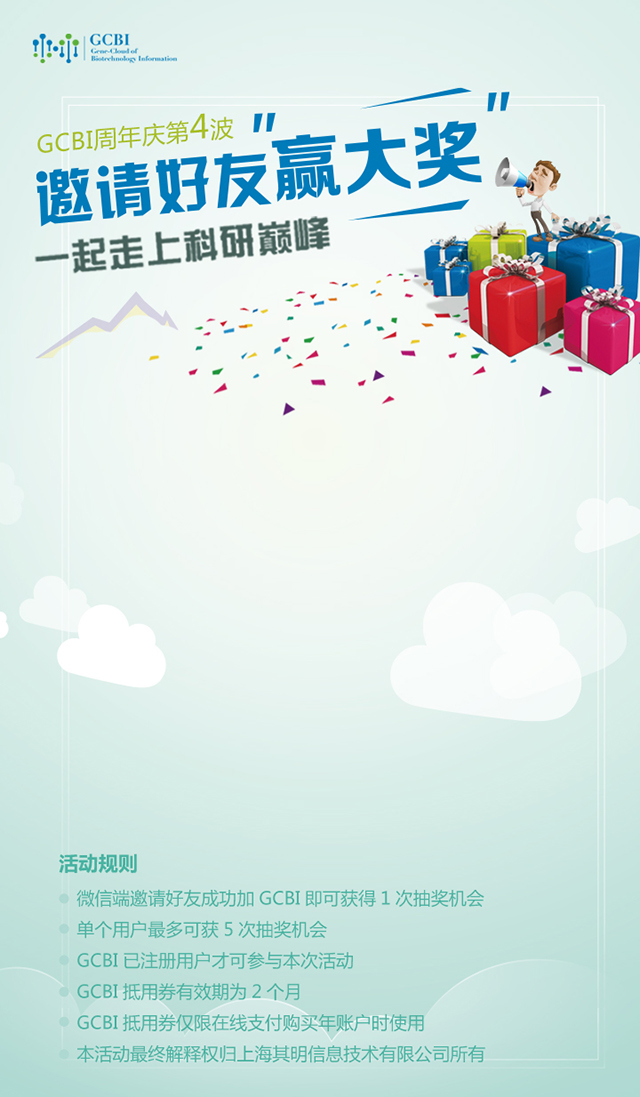 GCBI
Gene-Cloud of
Biotechnology Information
GCBI周年庆第4波
邀请好友"赢大奖"
一起走上科研巅峰
活动规则
微信端邀请好友成功加 GCBI 即可获得 1 次抽奖机会
单个用户最多可获 5 次抽奖机会
GCBI 已注册用户才可参与本次活动
GCBI 抵用券有效期为 2 个月
GCBI 抵用券仅限在线支付购买年账户时使用
本活动最终解释权归上海其明信息技术有限公司所有